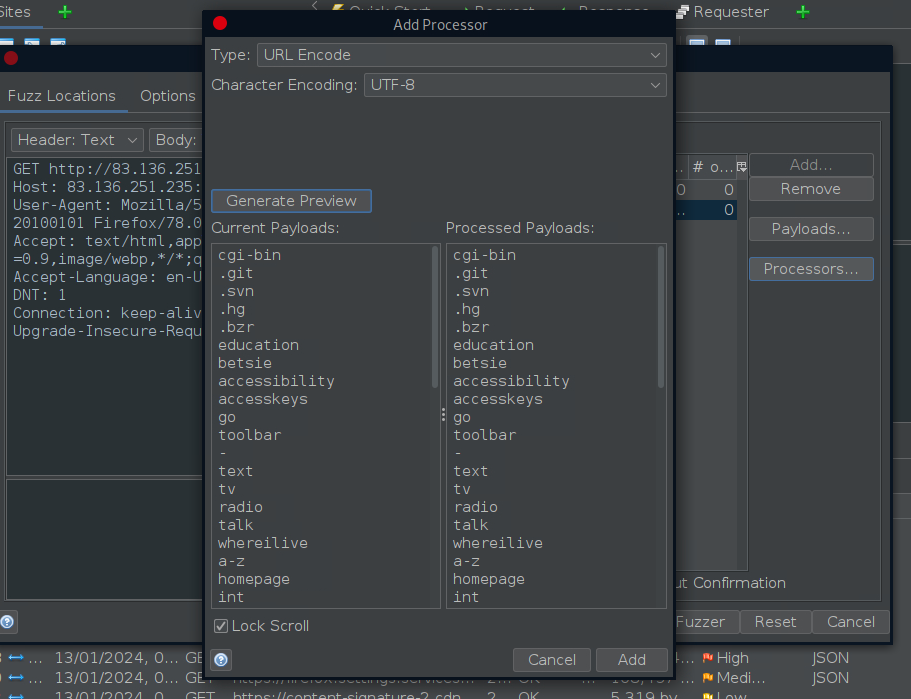 Sites
Quick Start
Request
Response
Requester
Add Processor
Type:
URL Encode
Character Encoding:
UTF-8
Fuzz Locations
Options
Header: Text
Body:
GET http://83.136.251
Host: 83.136.251.235:
User-Agent: Mozilla/5
20100101 Firefox/78.0
Accept: text/html,app
=0.9,image/webp,*/*;q
Accept-Language: en-U
DNT: 1
Connection: keep-aliv
Upgrade-Insecure-Requ
Generate Preview
Current Payloads:
cgi-bin
.git
.svn
.hg
.bzr
education
betsie
accessibility
accesskeys
go
toolbar
-
text
tv
radio
talk
whereilive
a-z
homepage
int
Processed Payloads:
cgi-bin
.git
.svn
.hg
.bzr
education
betsie
accessibility
accesskeys
go
toolbar
-
text
tv
radio
talk
whereilive
a-z
homepage
int
Lock Scroll
Cancel
Add
# o...
0 0
... 0
Add...
Remove
Payloads...
Processors...
ut Confirmation
Fuzzer
Reset
Cancel
... 13/01/2024, 0... GE
4... High JSON
... 13/01/2024, 0... GET https://firefox.settings.services... 2... OK ... Medi... JSON
... 13/01/2024, 0... GET https://content-signature-2.cdn 2... OK 5,319 by Low